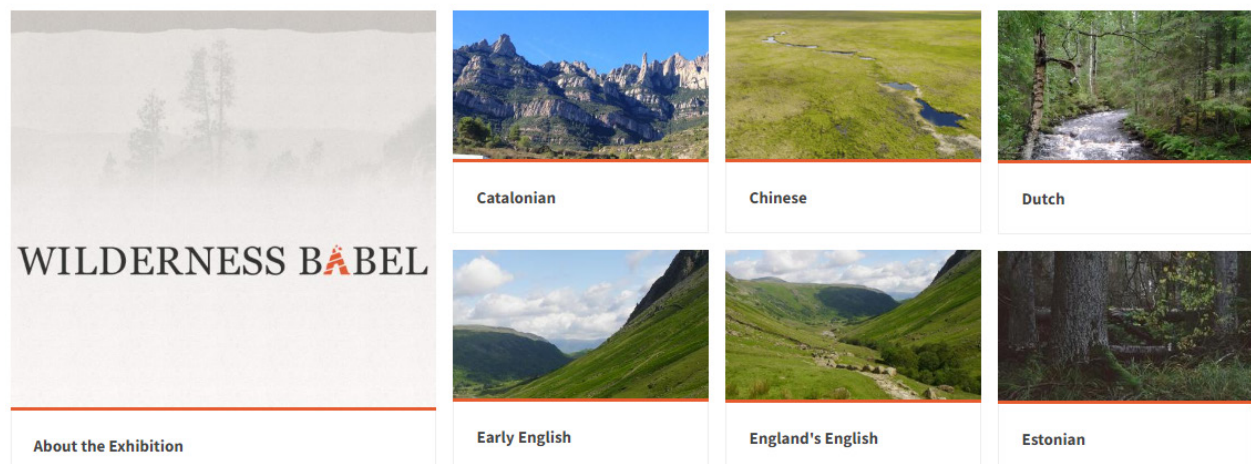 WILDERNESS BABEL
About the Exhibition
Catalonian
Chinese
Dutch
Early English
England's English
Estonian